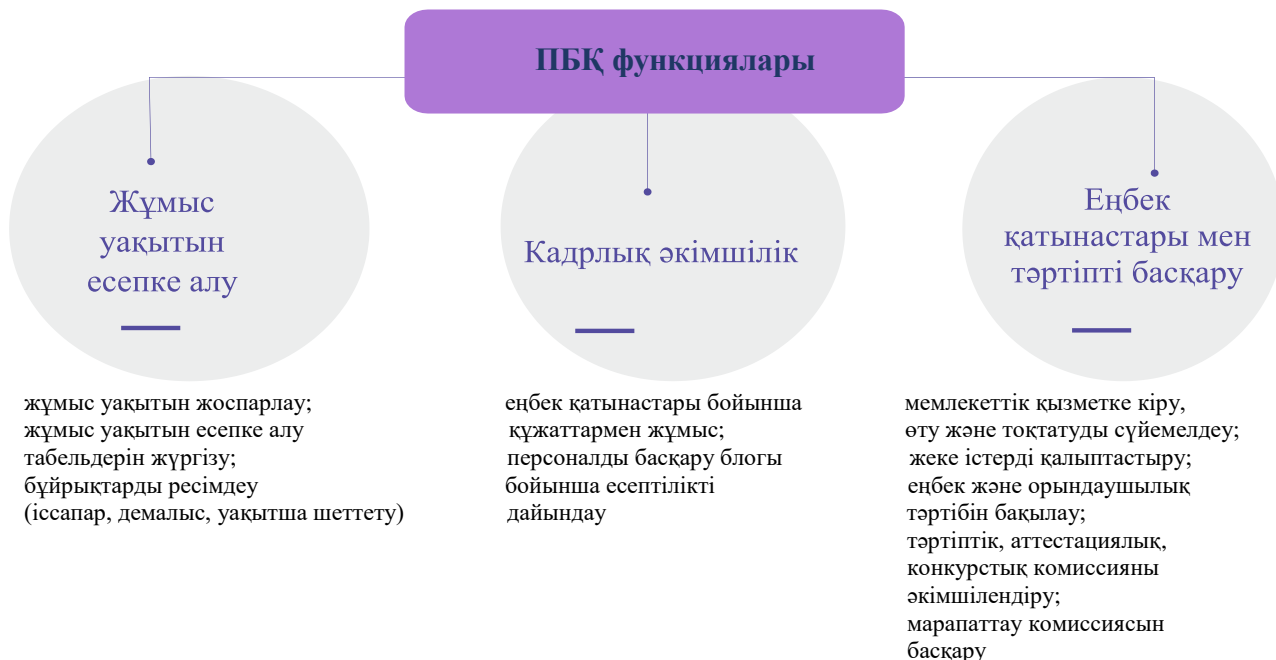 ПБҚ функциялары
Жұмыс
уақытын
есепке алу
жұмыс уақытын жоспарлау;
жұмыс уақытын есепке алу
табельдерін жүргізу;
бұйрықтарды ресімдеу
(іссапар, демалыс, уақытша шеттету)
Кадрлық әкімшілік
еңбек қатынастары бойынша
құжаттармен жұмыс;
персоналды басқару блогы
бойынша есептілікті
дайындау
Еңбек
қатынастары мен
тәртіпті басқару
мемлекеттік қызметке кіру,
өту және тоқтатуды сүйемелдеу;
жеке істерді қалыптастыру;
еңбек және орындаушылық
тәртібін бақылау;
тәртіптік, аттестациялық,
конкурстық комиссияны
әкімшілендіру;
марапаттау комиссиясын
басқару